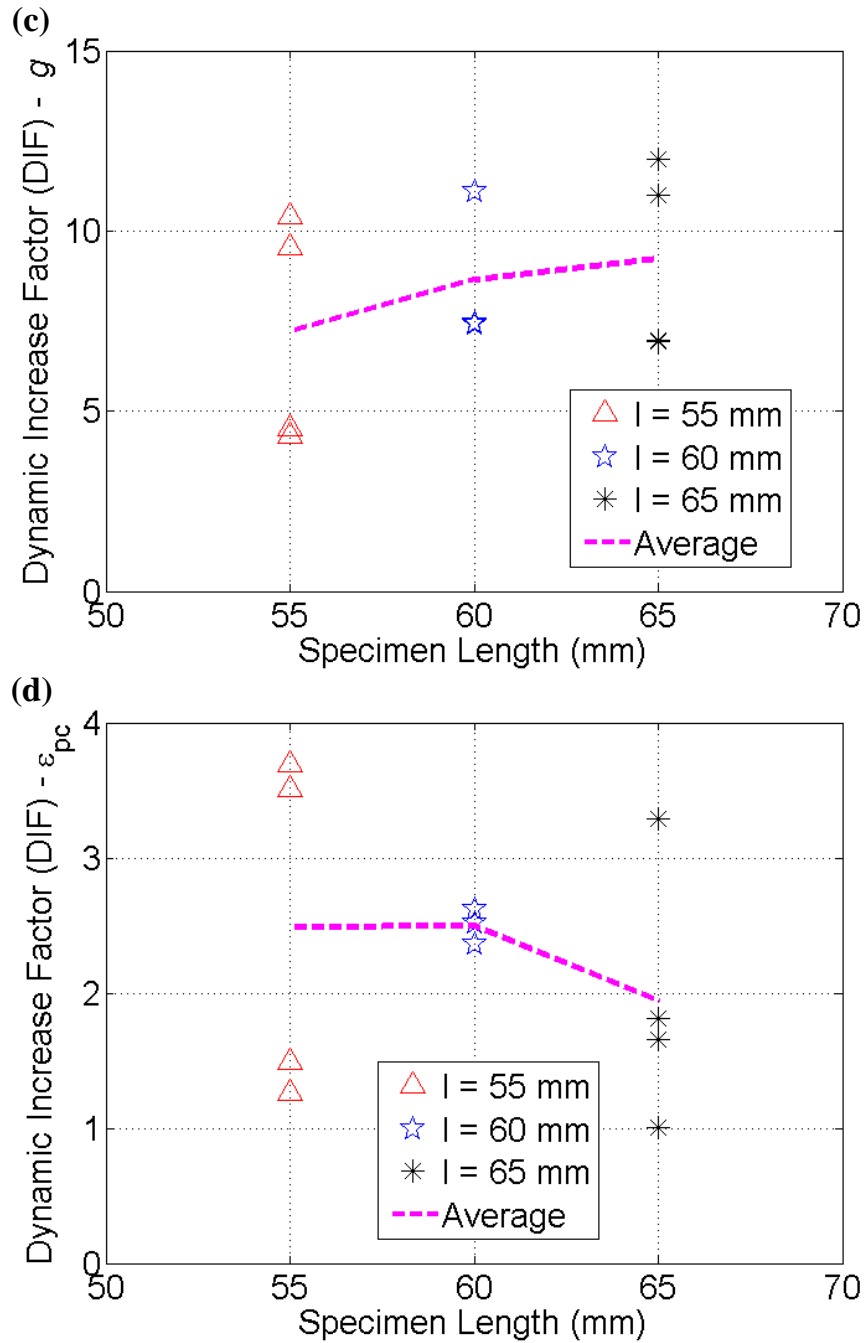 (c)
Dynamic Increase Factor (DIF) - g
15
10
5
0
50 55 60 65 70
Specimen Length (mm)
l = 55 mm
l = 60 mm
l = 65 mm
Average
(d)
Dynamic Increase Factor (DIF) - εpc
4
3
2
1
0
50 55 60 65 70
Specimen Length (mm)
l = 55 mm
l = 60 mm
l = 65 mm
Average